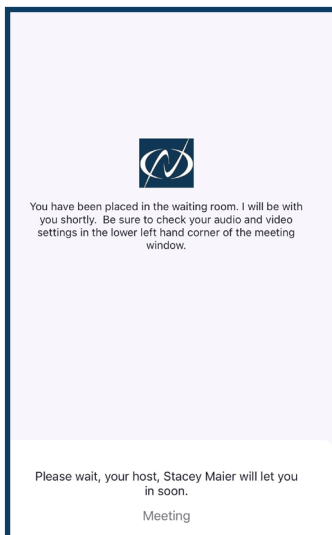 You have been placed in the waiting room. I will be with
you shortly.  Be sure to check your audio and video
settings in the lower left hand corner of the meeting
window.
Please wait, your host, Stacey Maier will let you
in soon.
Meeting